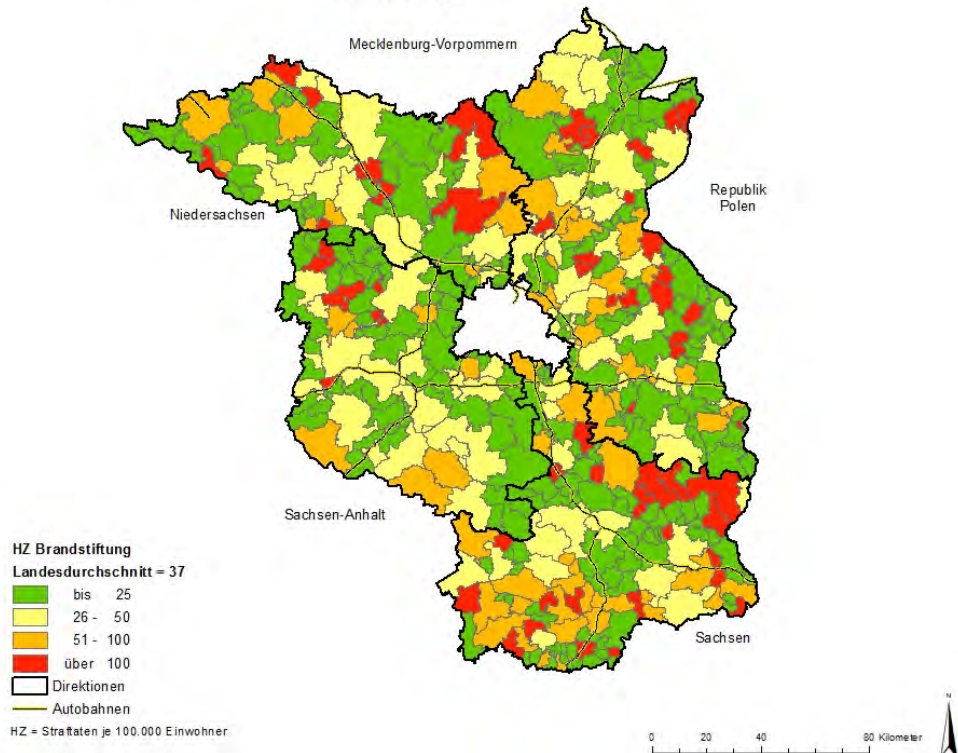 Mecklenburg-Vorpommern
Republik
Polen
Niedersachsen
Sachsen-Anhalt
Sachsen
HZ Brandstiftung
Landesdurchschnitt = 37
bis 25
26 - 50
51 - 100
über 100
Direktionen
Autobahnen
HZ = Straftaten je 100.000 Einwohner
0 20 40 80 Kilometer
N